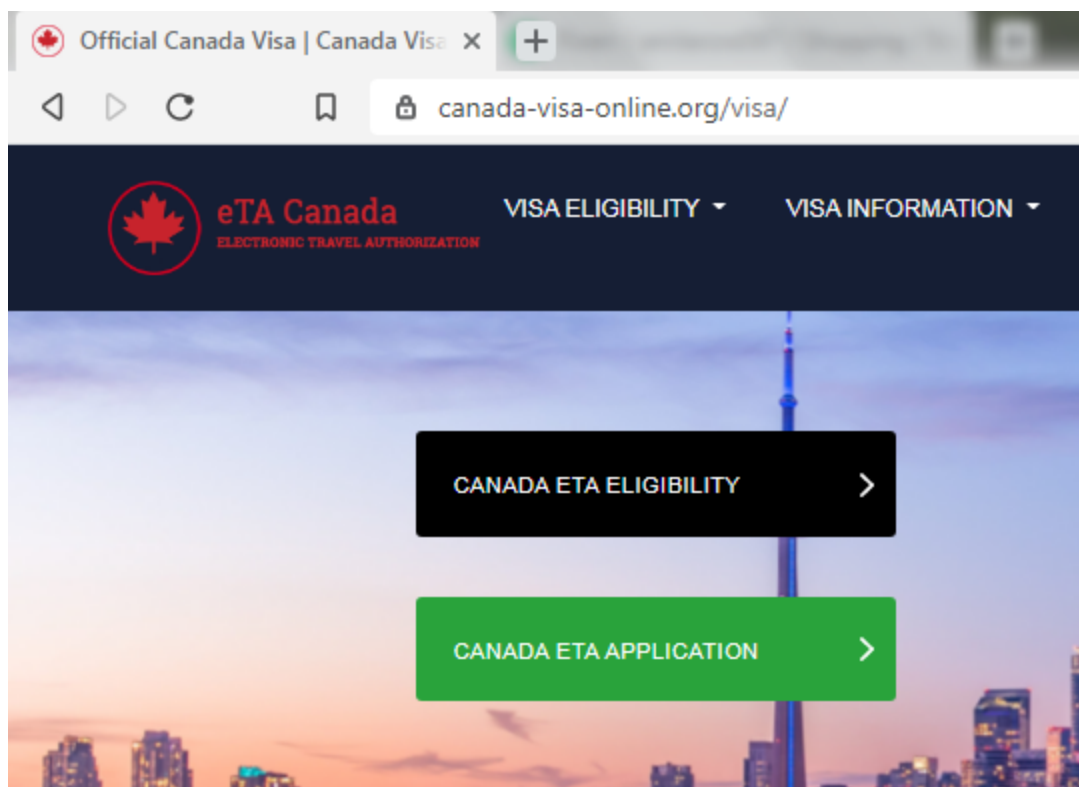 Official Canada Visa | Canada Visa
canada-visa-online.org/visa/
eTA Canada
ELECTRONIC TRAVEL AUTHORIZATION
VISA ELIGIBILITY
VISA INFORMATION
CANADA ETA ELIGIBILITY
CANADA ETA APPLICATION